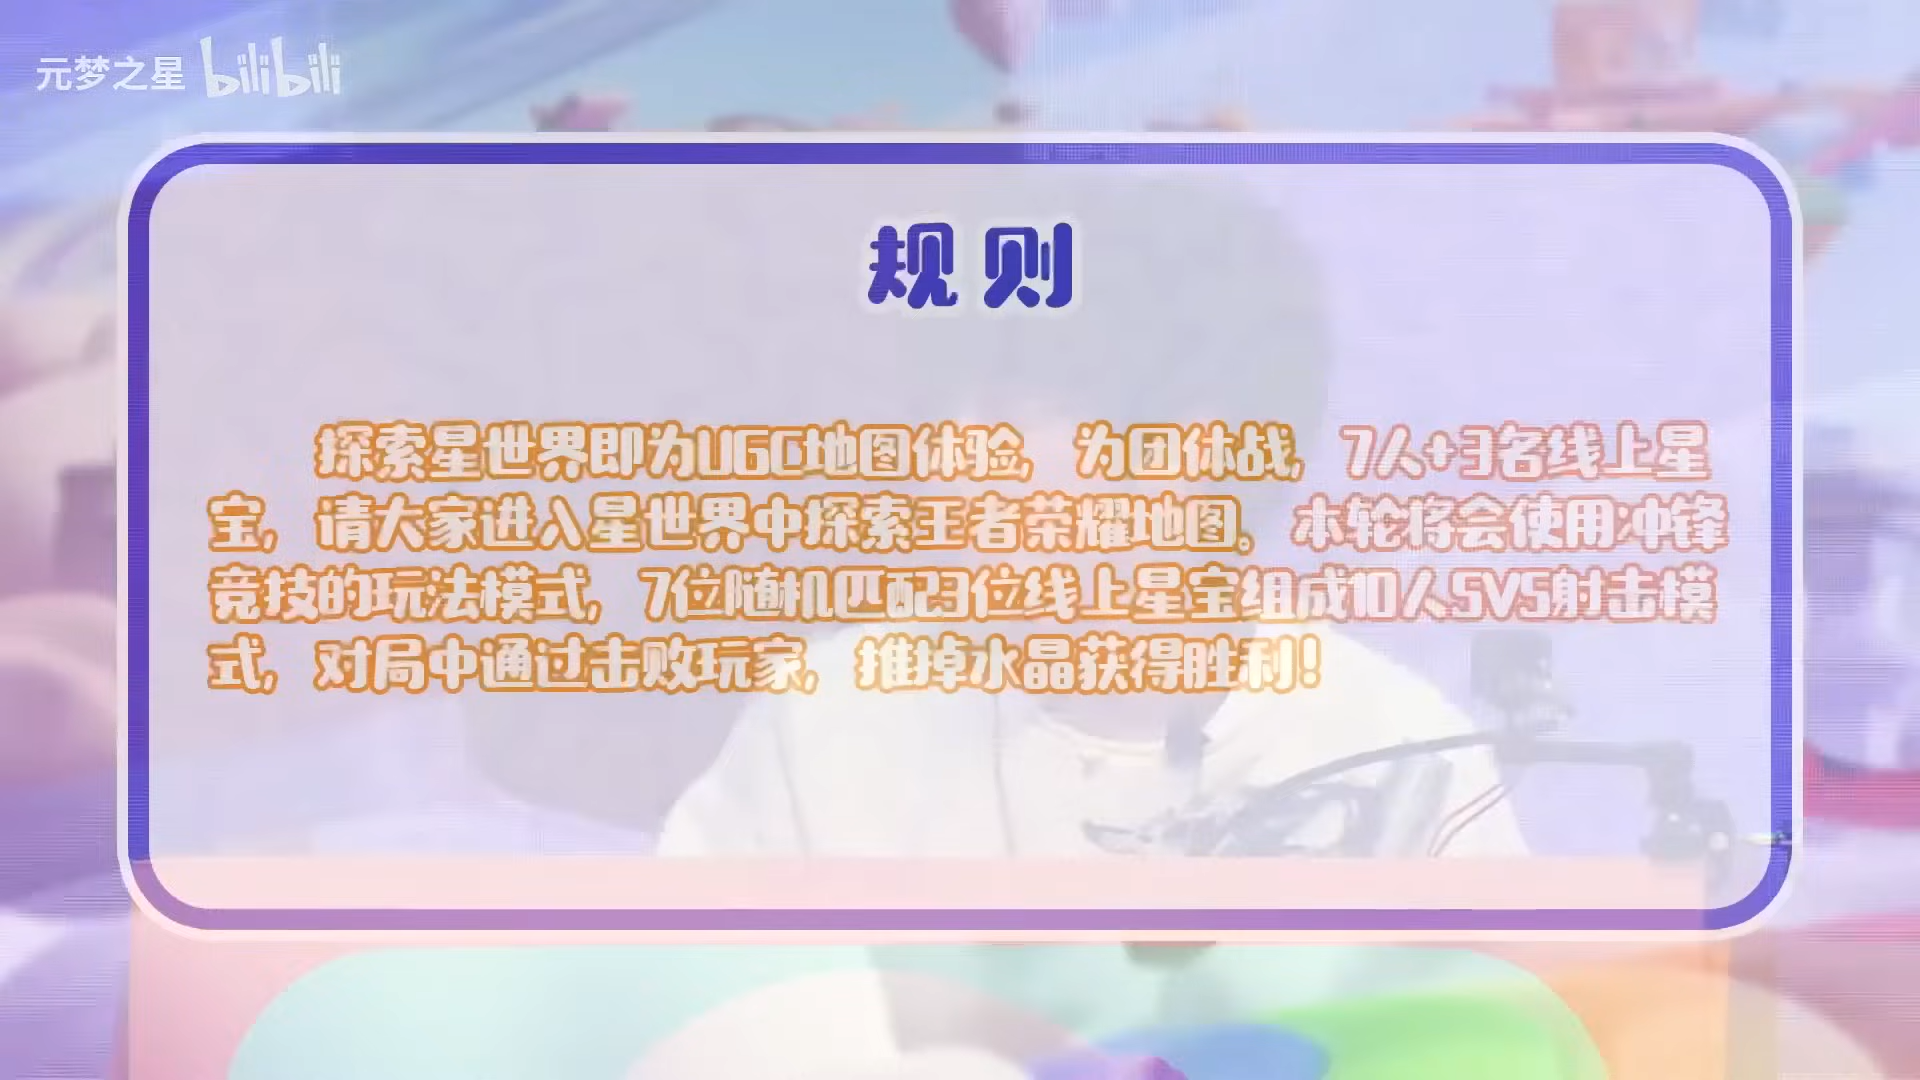 元梦之星 bilibili
规则
探索星世界即为UGC地图体验，为团体战，7人+3名线上星
宝，请大家进入星世界中探索王者荣耀地图。本轮将会使用冲锋
竞技的玩法模式，7位随机匹配3位线上星宝组成10人5V5射击模
式，对局中通过击败玩家，推掉水晶获得胜利！